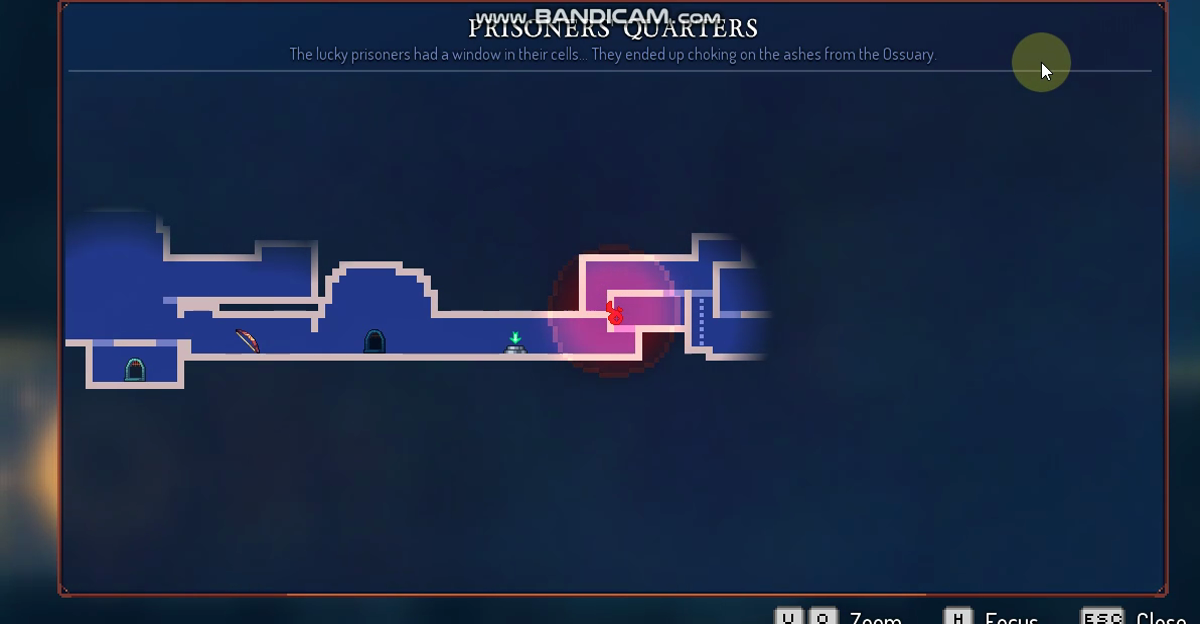 www.BANDICAM.com
PRISONERS' QUARTERS
The lucky prisoners had a window in their cells... They ended up choking on the ashes from the Ossuary.
Zoom H Focus ESC Close